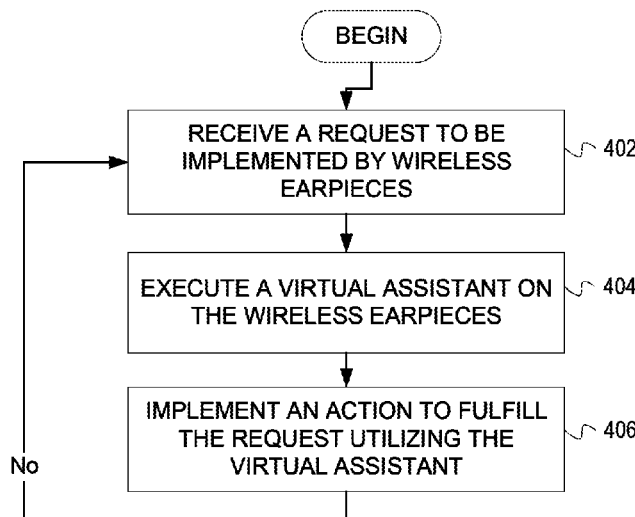 BEGIN
RECEIVE A REQUEST TO BE
IMPLEMENTED BY WIRELESS
EARPIECES
402
EXECUTE A VIRTUAL ASSISTANT ON
THE WIRELESS EARPIECES
404
IMPLEMENT AN ACTION TO FULFILL
THE REQUEST UTILIZING THE
VIRTUAL ASSISTANT
406
No